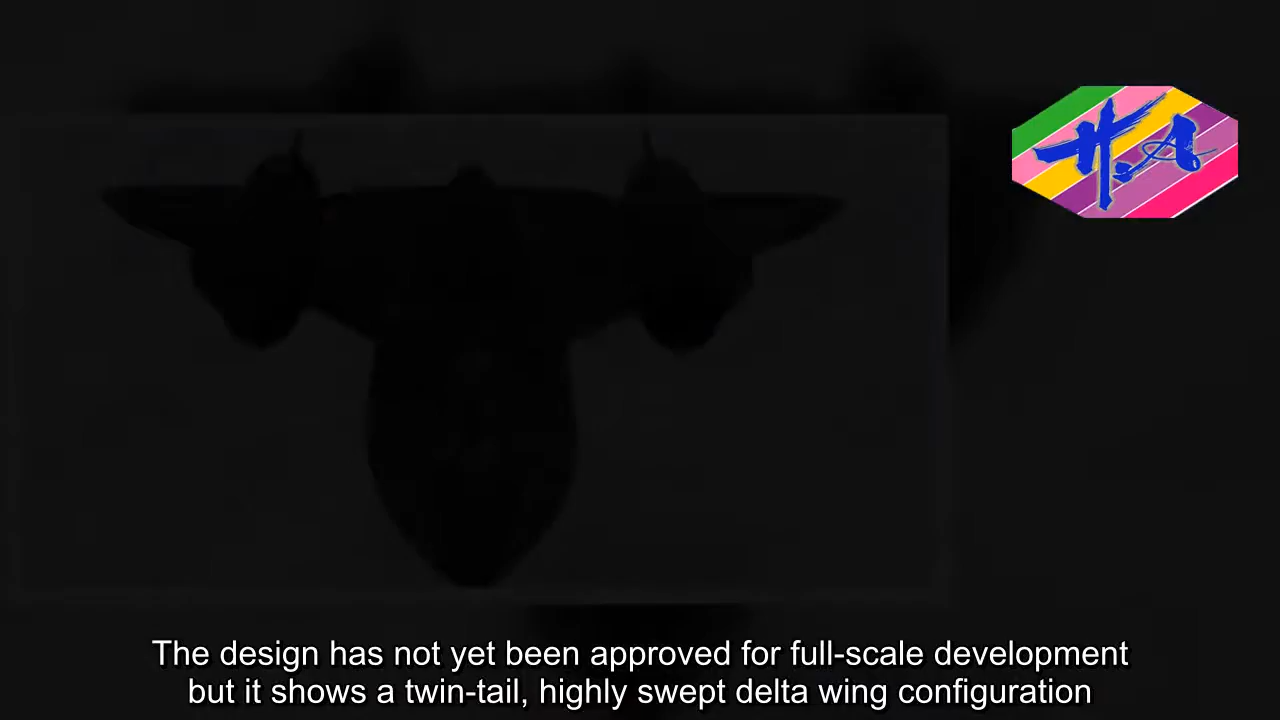 The design has not yet been approved for full-scale development
but it shows a twin-tail, highly swept delta wing configuration